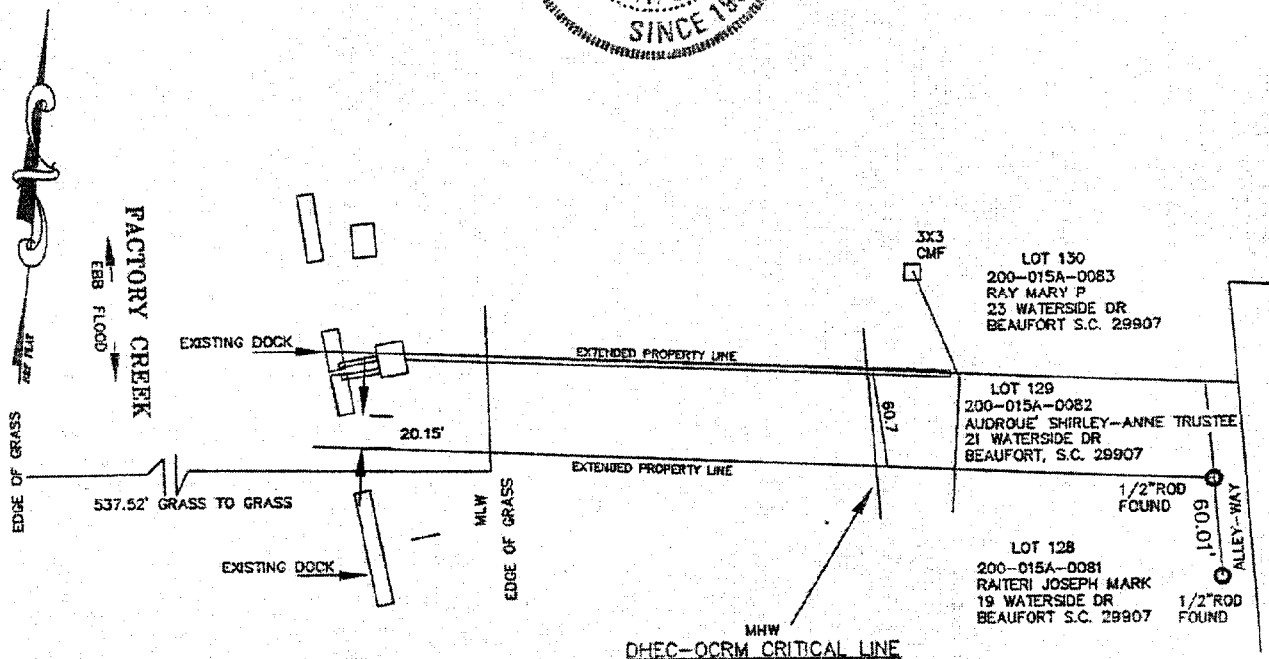 SINCE 19
FACTORY CREEK
EBB FLOOD
REF PLAT
EDGE OF GRASS
537.52' GRASS TO GRASS
EXISTING DOCK
EXISTING DOCK
20.15'
MLW
EDGE OF GRASS
EXTENDED PROPERTY LINE
EXTENDED PROPERTY LINE
60.7
3X3
CMF
LOT 130
200-015A-0083
RAY MARY P
23 WATERSIDE DR
BEAUFORT S.C. 29907
LOT 129
200-015A-0082
AUDROUE' SHIRLEY-ANNE TRUSTEE
21 WATERSIDE DR
BEAUFORT, S.C. 29907
1/2"ROD
FOUND
60.01'
ALLEY-WAY
LOT 128
200-015A-0081
RAITERI JOSEPH MARK
19 WATERSIDE DR
BEAUFORT S.C. 29907
1/2"ROD
FOUND
MHW
DHEC-OCRM CRITICAL LINE